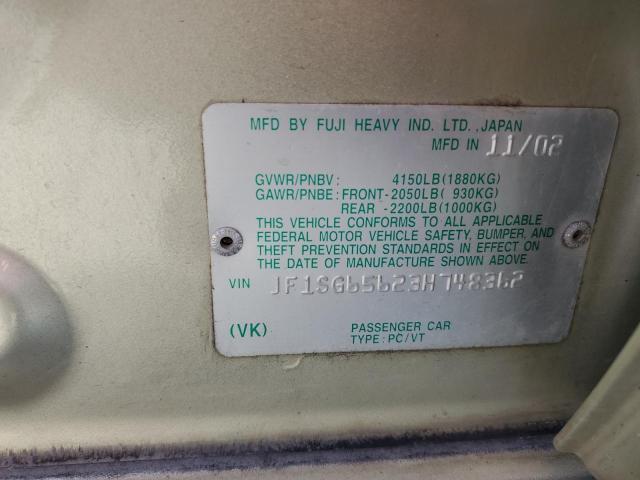 MFD BY FUJI HEAVY IND. LTD., JAPAN
MFD IN 11/02
GVWR/PNBV: 4150LB(1880KG)
GAWR/PNBE: FRONT-2050LB( 930KG)
REAR -2200LB(1000KG)
THIS VEHICLE CONFORMS TO ALL APPLICABLE
FEDERAL MOTOR VEHICLE SAFETY, BUMPER, AND
THEFT PREVENTION STANDARDS IN EFFECT ON
THE DATE OF MANUFACTURE SHOWN ABOVE.
VIN JF1SG65623H748362
(VK) PASSENGER CAR
TYPE: PC/VT